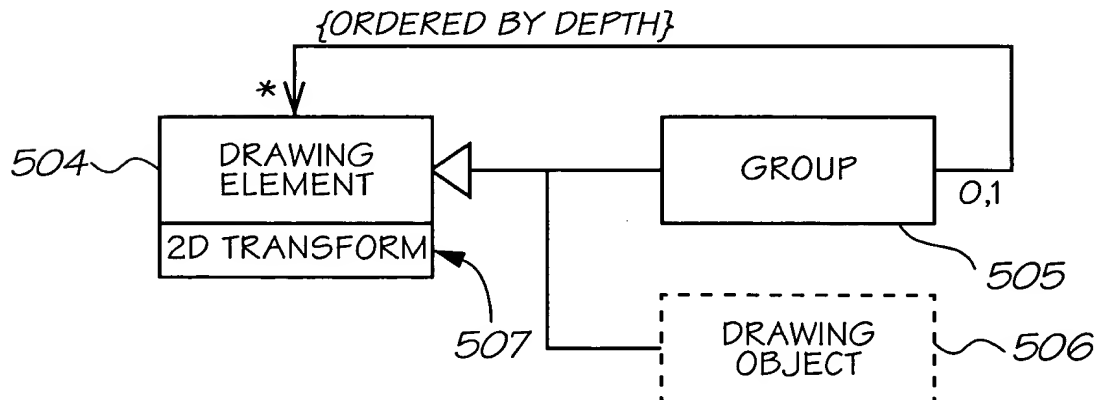 {ORDERED BY DEPTH}
*
504
DRAWING
ELEMENT
GROUP
0,1
2D TRANSFORM
505
507
DRAWING
OBJECT
506